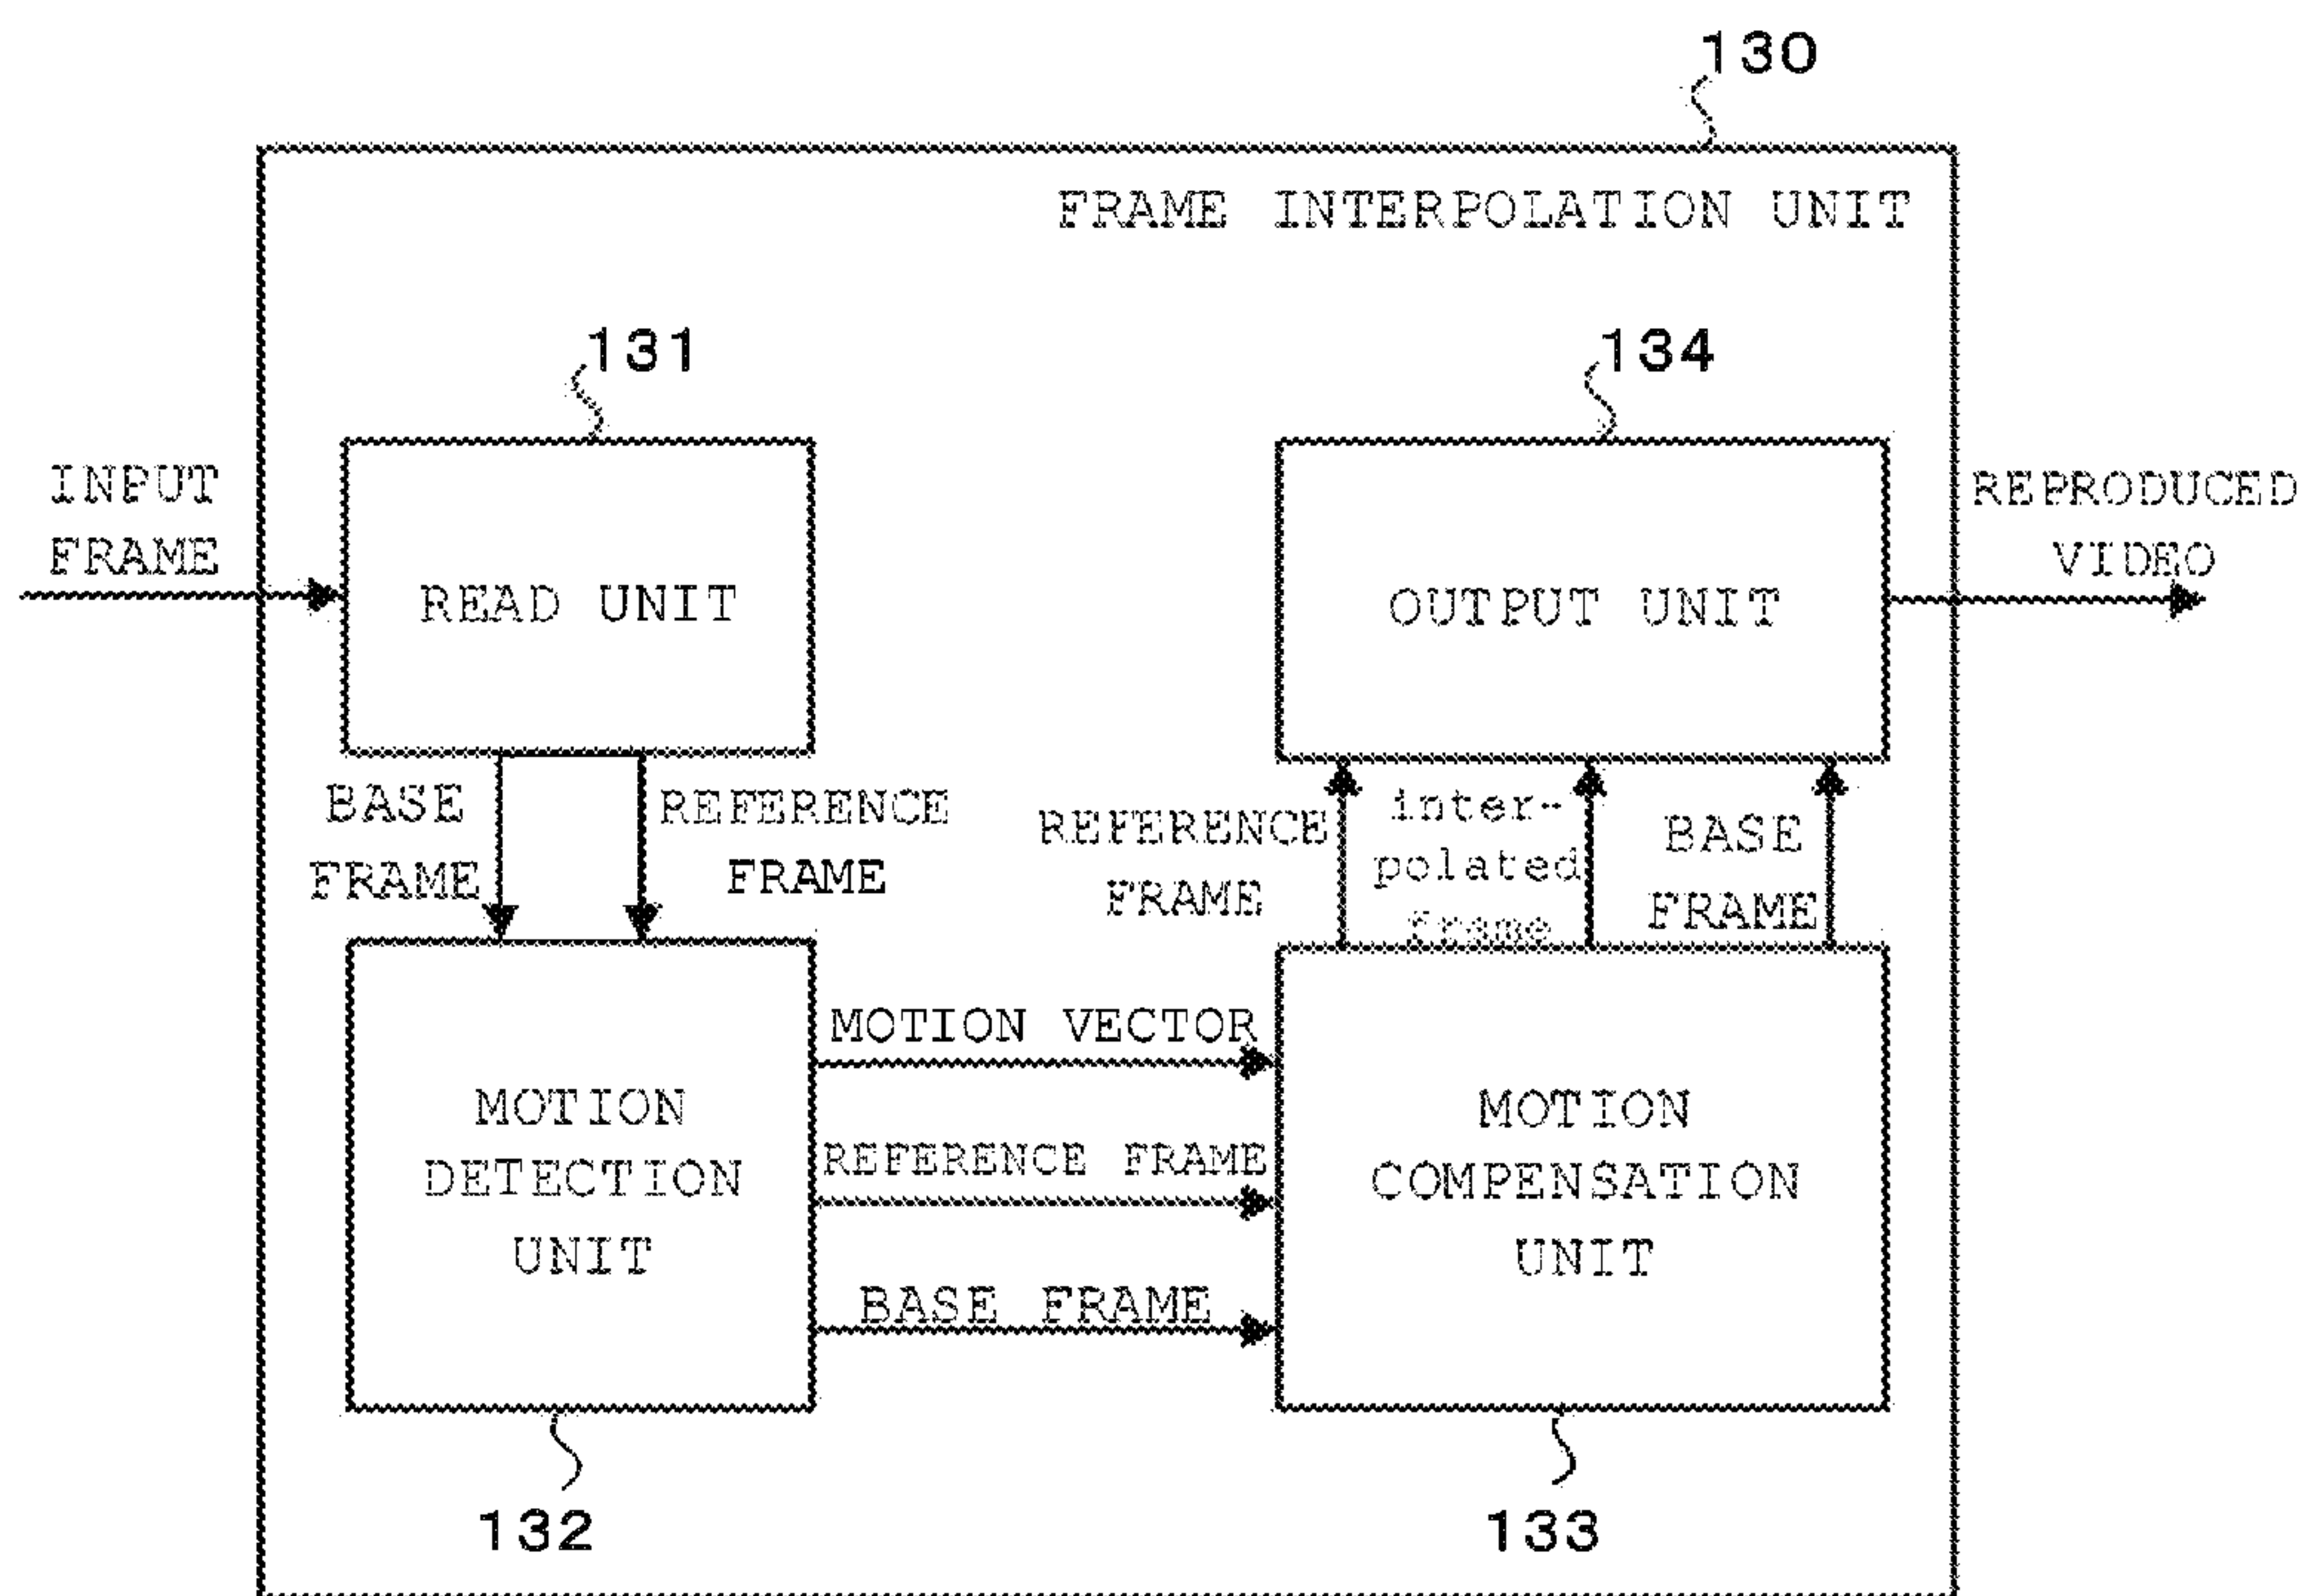 130
FRAME INTERPOLATION UNIT
131
134
INPUT
FRAME
READ UNIT
OUTPUT UNIT
REPRODUCED
VIDEO
BASE
FRAME
REFERENCE
FRAME
REFERENCE
FRAME
inter-
polated
frame
BASE
FRAME
MOTION VECTOR
REFERENCE FRAME
BASE FRAME
MOTION
DETECTION
UNIT
MOTION
COMPENSATION
UNIT
132
133